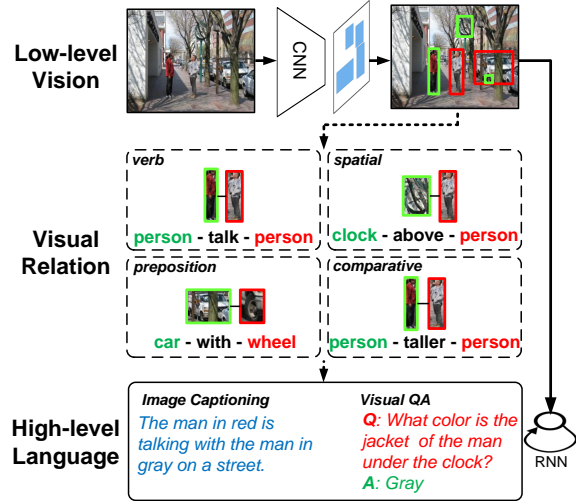 Low-level
Vision
CNN
verb
person - talk - person
spatial
clock - above - person
Visual
Relation
preposition
car - with - wheel
comparative
person - taller - person
High-level
Language
Image Captioning
The man in red is
talking with the man in
gray on a street.
Visual QA
Q: What color is the
jacket of the man
under the clock?
A: Gray
RNN